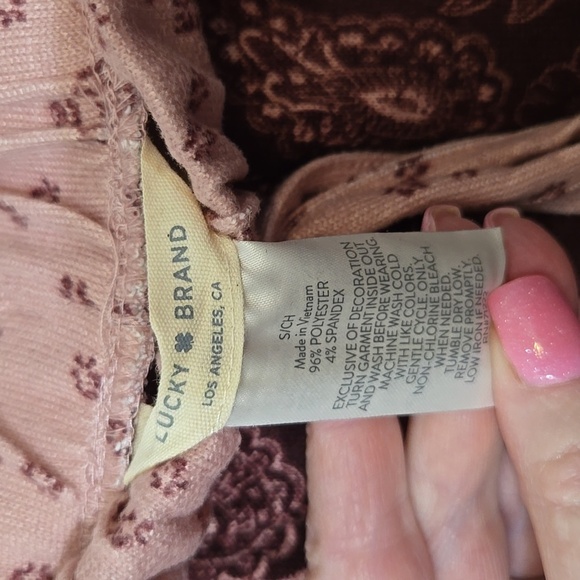 LUCKY BRAND
LOS ANGELES, CA
S/CH
Made in Vietnam
96% POLYESTER
4% SPANDEX
EXCLUSIVE OF DECORATION
TURN GARMENT INSIDE OUT
AND WASH BEFORE WEARING
MACHINE WASH COLD
WITH LIKE COLORS.
GENTLE CYCLE. ONLY
NON-CHLORINE BLEACH
WHEN NEEDED.
TUMBLE DRY LOW.
REMOVE PROMPTLY.
LOW IRON IF NEEDED.